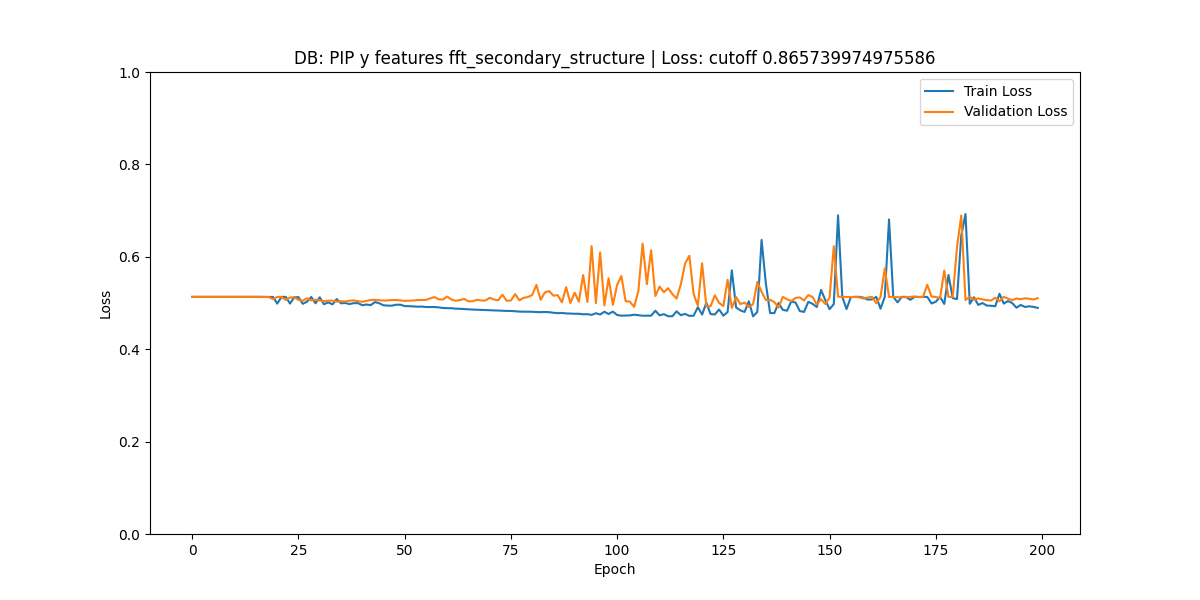 DB: PIP y features fft_secondary_structure | Loss: cutoff 0.865739974975586
Train Loss
Validation Loss
Loss
1.0
0.8
0.6
0.4
0.2
0.0
0 25 50 75 100 125 150 175 200
Epoch